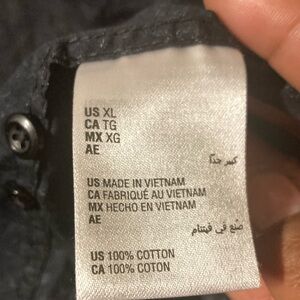 US XL
CA TG
MX XG
AE
كبير جدًا
US MADE IN VIETNAM
CA FABRIQUÉ AU VIETNAM
MX HECHO EN VIETNAM
AE
صنع في فيتنام
US 100% COTTON
CA 100% COTON